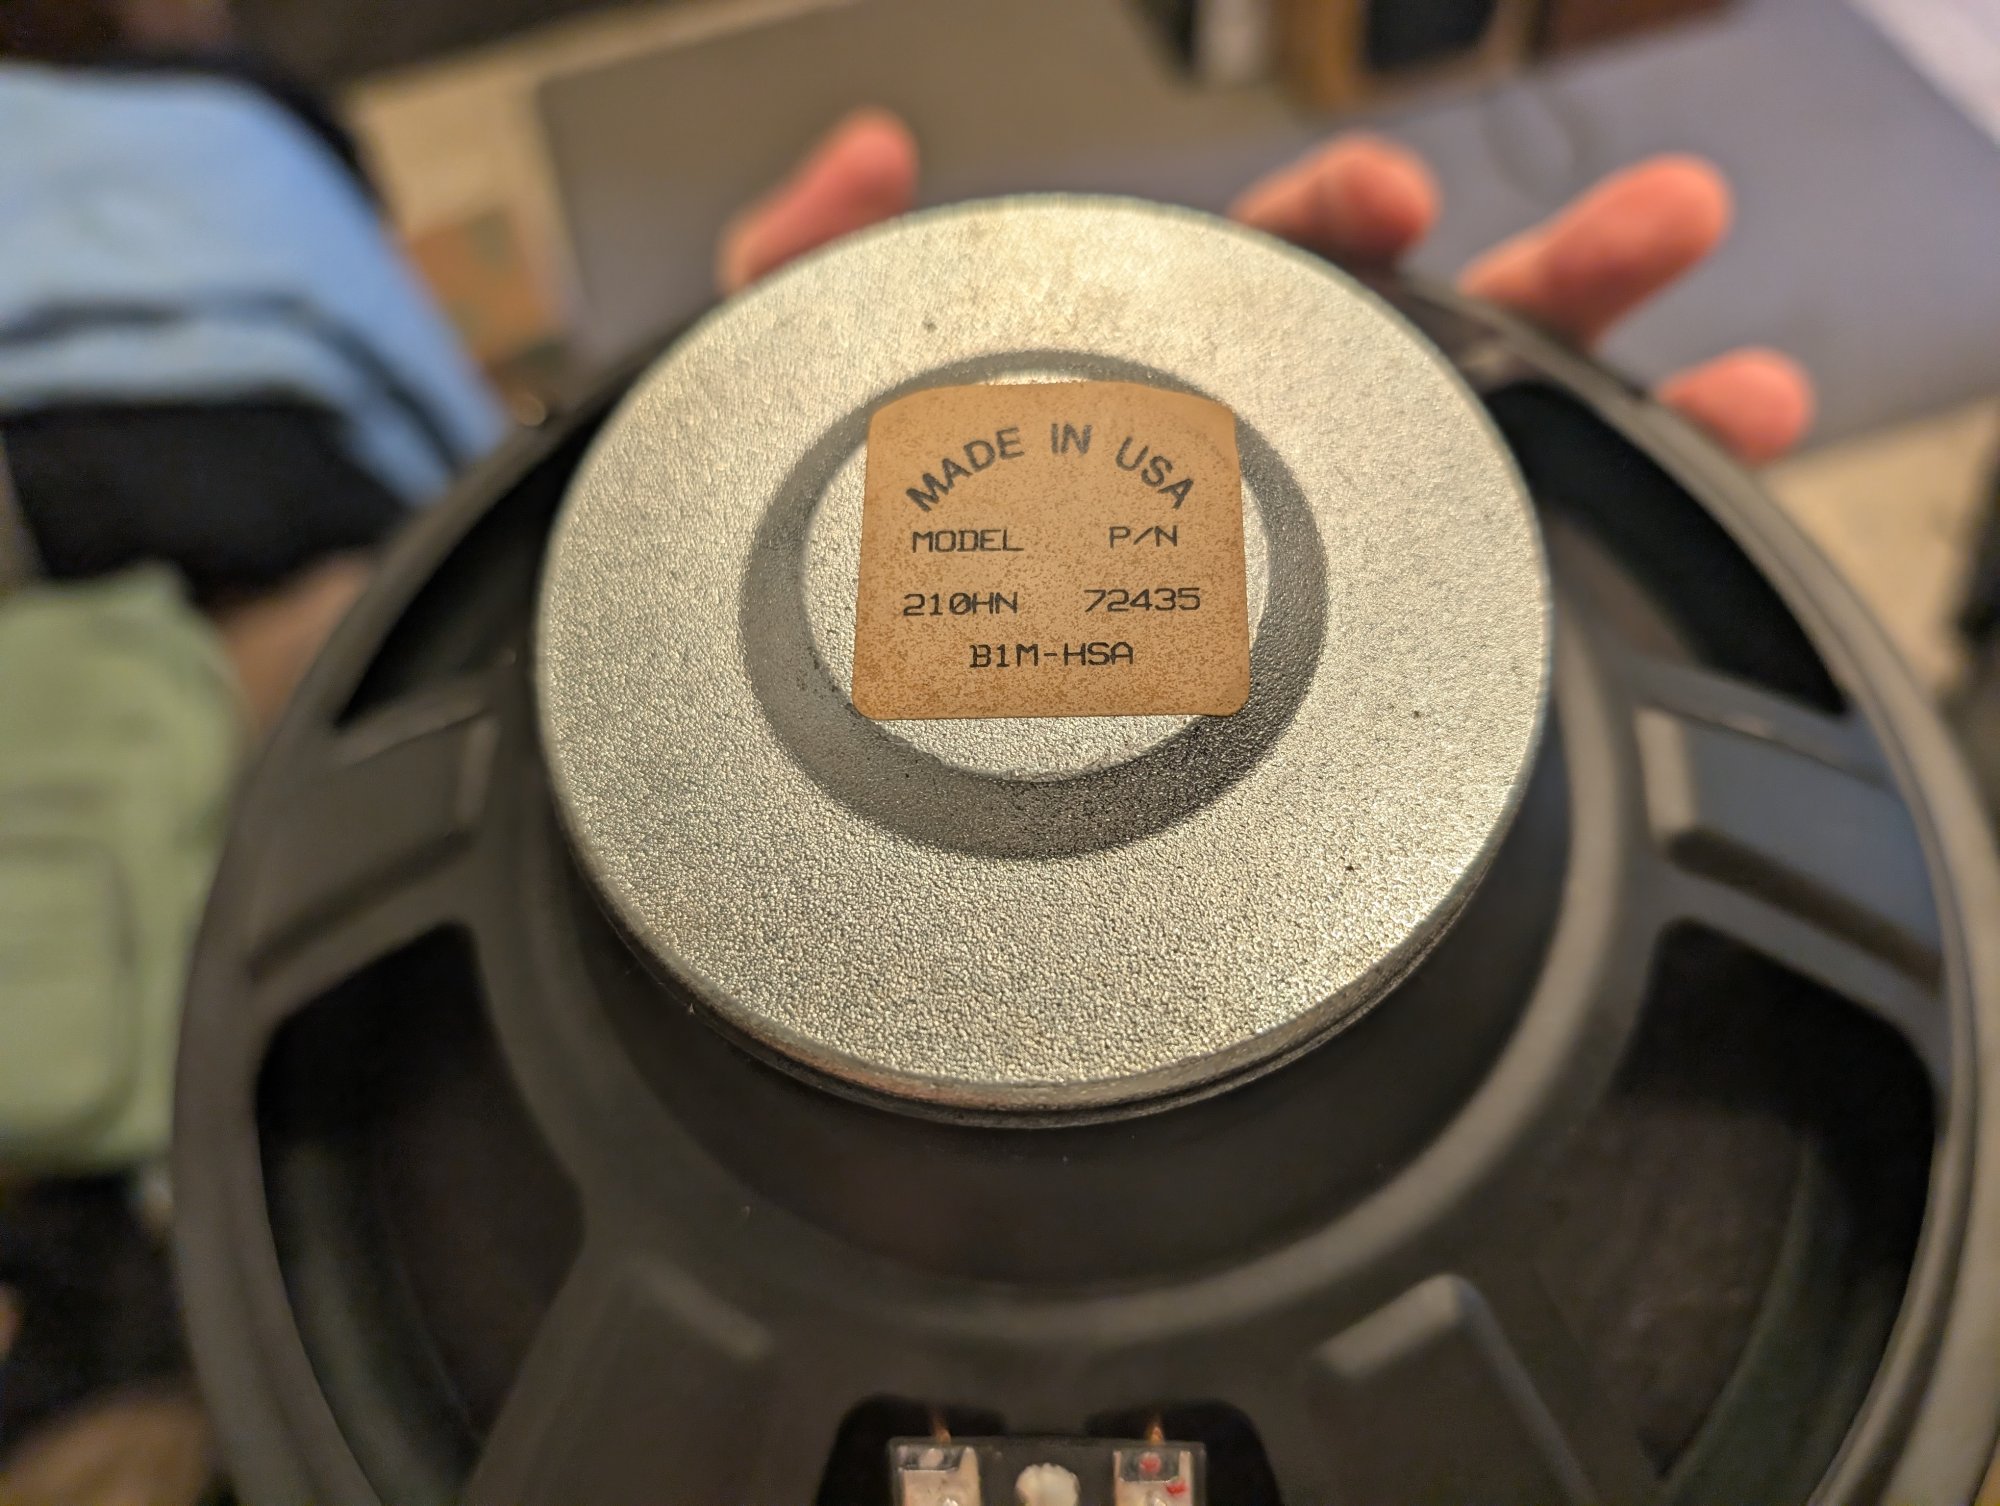 MADE IN USA
MODEL P/N
210HN 72435
B1M-HSA